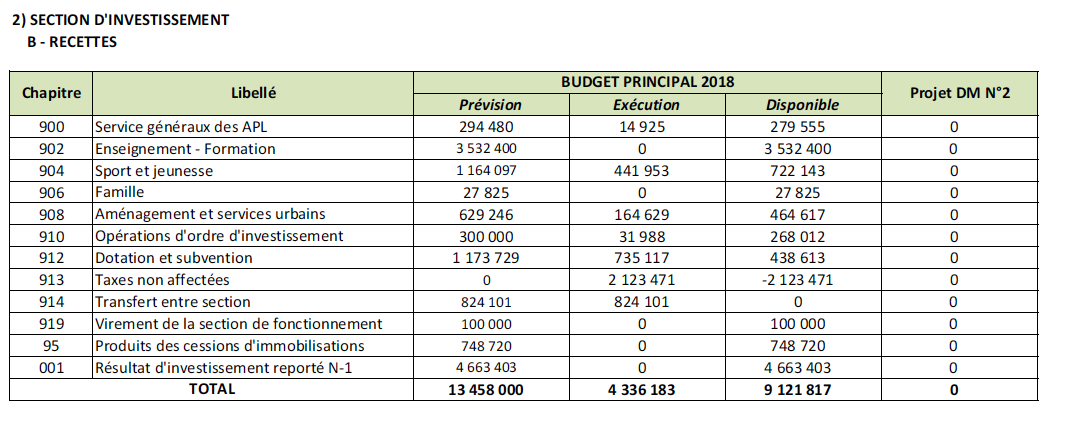 2) SECTION D'INVESTISSEMENT
B - RECETTES
Chapitre Libellé BUDGET PRINCIPAL 2018 Projet DM N°2
Prévision Exécution Disponible
900 Service généraux des APL 294 480 14 925 279 555 0
902 Enseignement - Formation 3 532 400 0 3 532 400 0
904 Sport et jeunesse 1 164 097 441 953 722 143 0
906 Famille 27 825 0 27 825 0
908 Aménagement et services urbains 629 246 164 629 464 617 0
910 Opérations d'ordre d'investissement 300 000 31 988 268 012 0
912 Dotation et subvention 1 173 729 735 117 438 613 0
913 Taxes non affectées 0 2 123 471 -2 123 471 0
914 Transfert entre section 824 101 824 101 0 0
919 Virement de la section de fonctionnement 100 000 0 100 000 0
95 Produits des cessions d'immobilisations 748 720 0 748 720 0
001 Résultat d'investissement reporté N-1 4 663 403 0 4 663 403 0
TOTAL 13 458 000 4 336 183 9 121 817 0